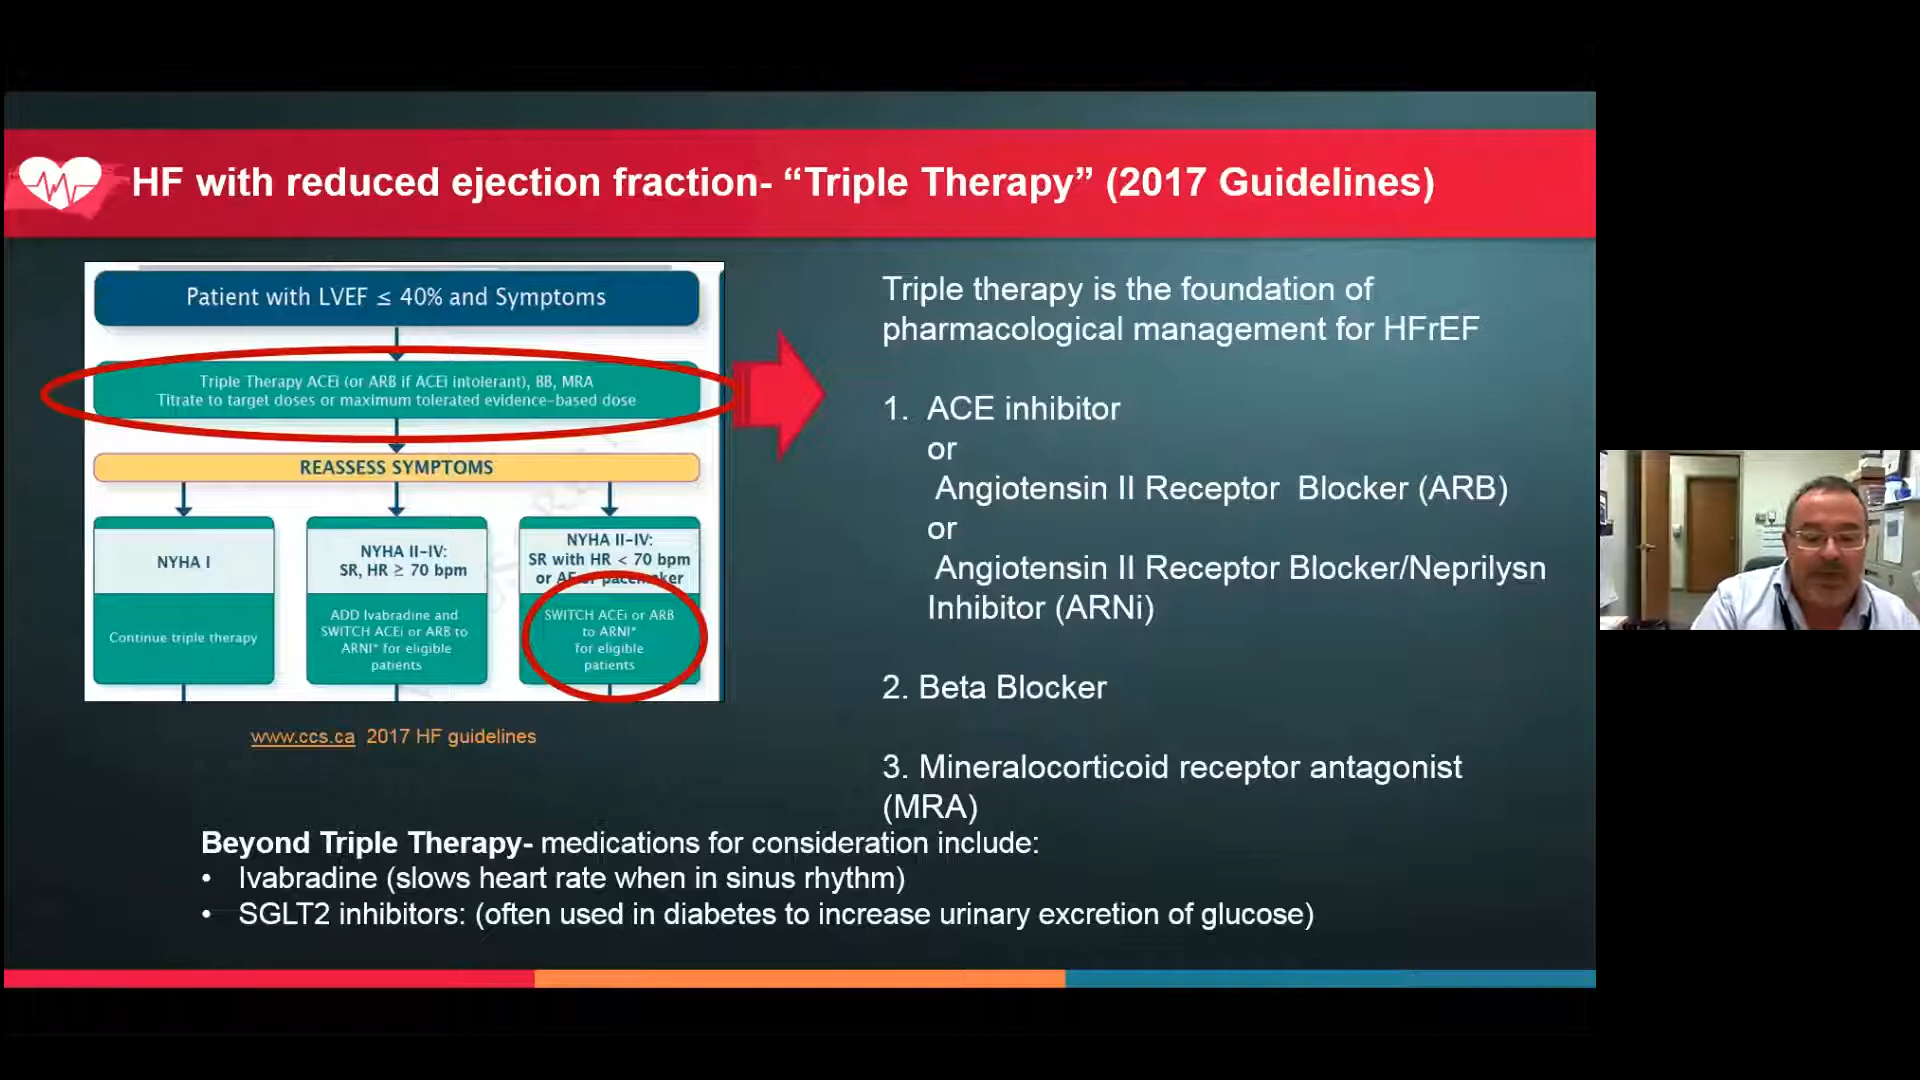 HF with reduced ejection fraction- “Triple Therapy” (2017 Guidelines)
Patient with LVEF ≤ 40% and Symptoms
Triple Therapy ACEi (or ARB if ACEi intolerant), BB, MRA
Titrate to target doses or maximum tolerated evidence-based dose
REASSESS SYMPTOMS
NYHA I
Continue triple therapy
NYHA II-IV:
SR, HR ≥ 70 bpm
ADD Ivabradine and
SWITCH ACEi or ARB to
ARNI* for eligible
patients
NYHA II-IV:
SR with HR < 70 bpm
or AF or pacemaker
SWITCH ACEi or ARB
to ARNI*
for eligible
patients
www.ccs.ca 2017 HF guidelines
Triple therapy is the foundation of
pharmacological management for HFrEF
1. ACE inhibitor
or
Angiotensin II Receptor Blocker (ARB)
or
Angiotensin II Receptor Blocker/Neprilysn
Inhibitor (ARNi)
2. Beta Blocker
3. Mineralocorticoid receptor antagonist
(MRA)
Beyond Triple Therapy- medications for consideration include:
• Ivabradine (slows heart rate when in sinus rhythm)
• SGLT2 inhibitors: (often used in diabetes to increase urinary excretion of glucose)